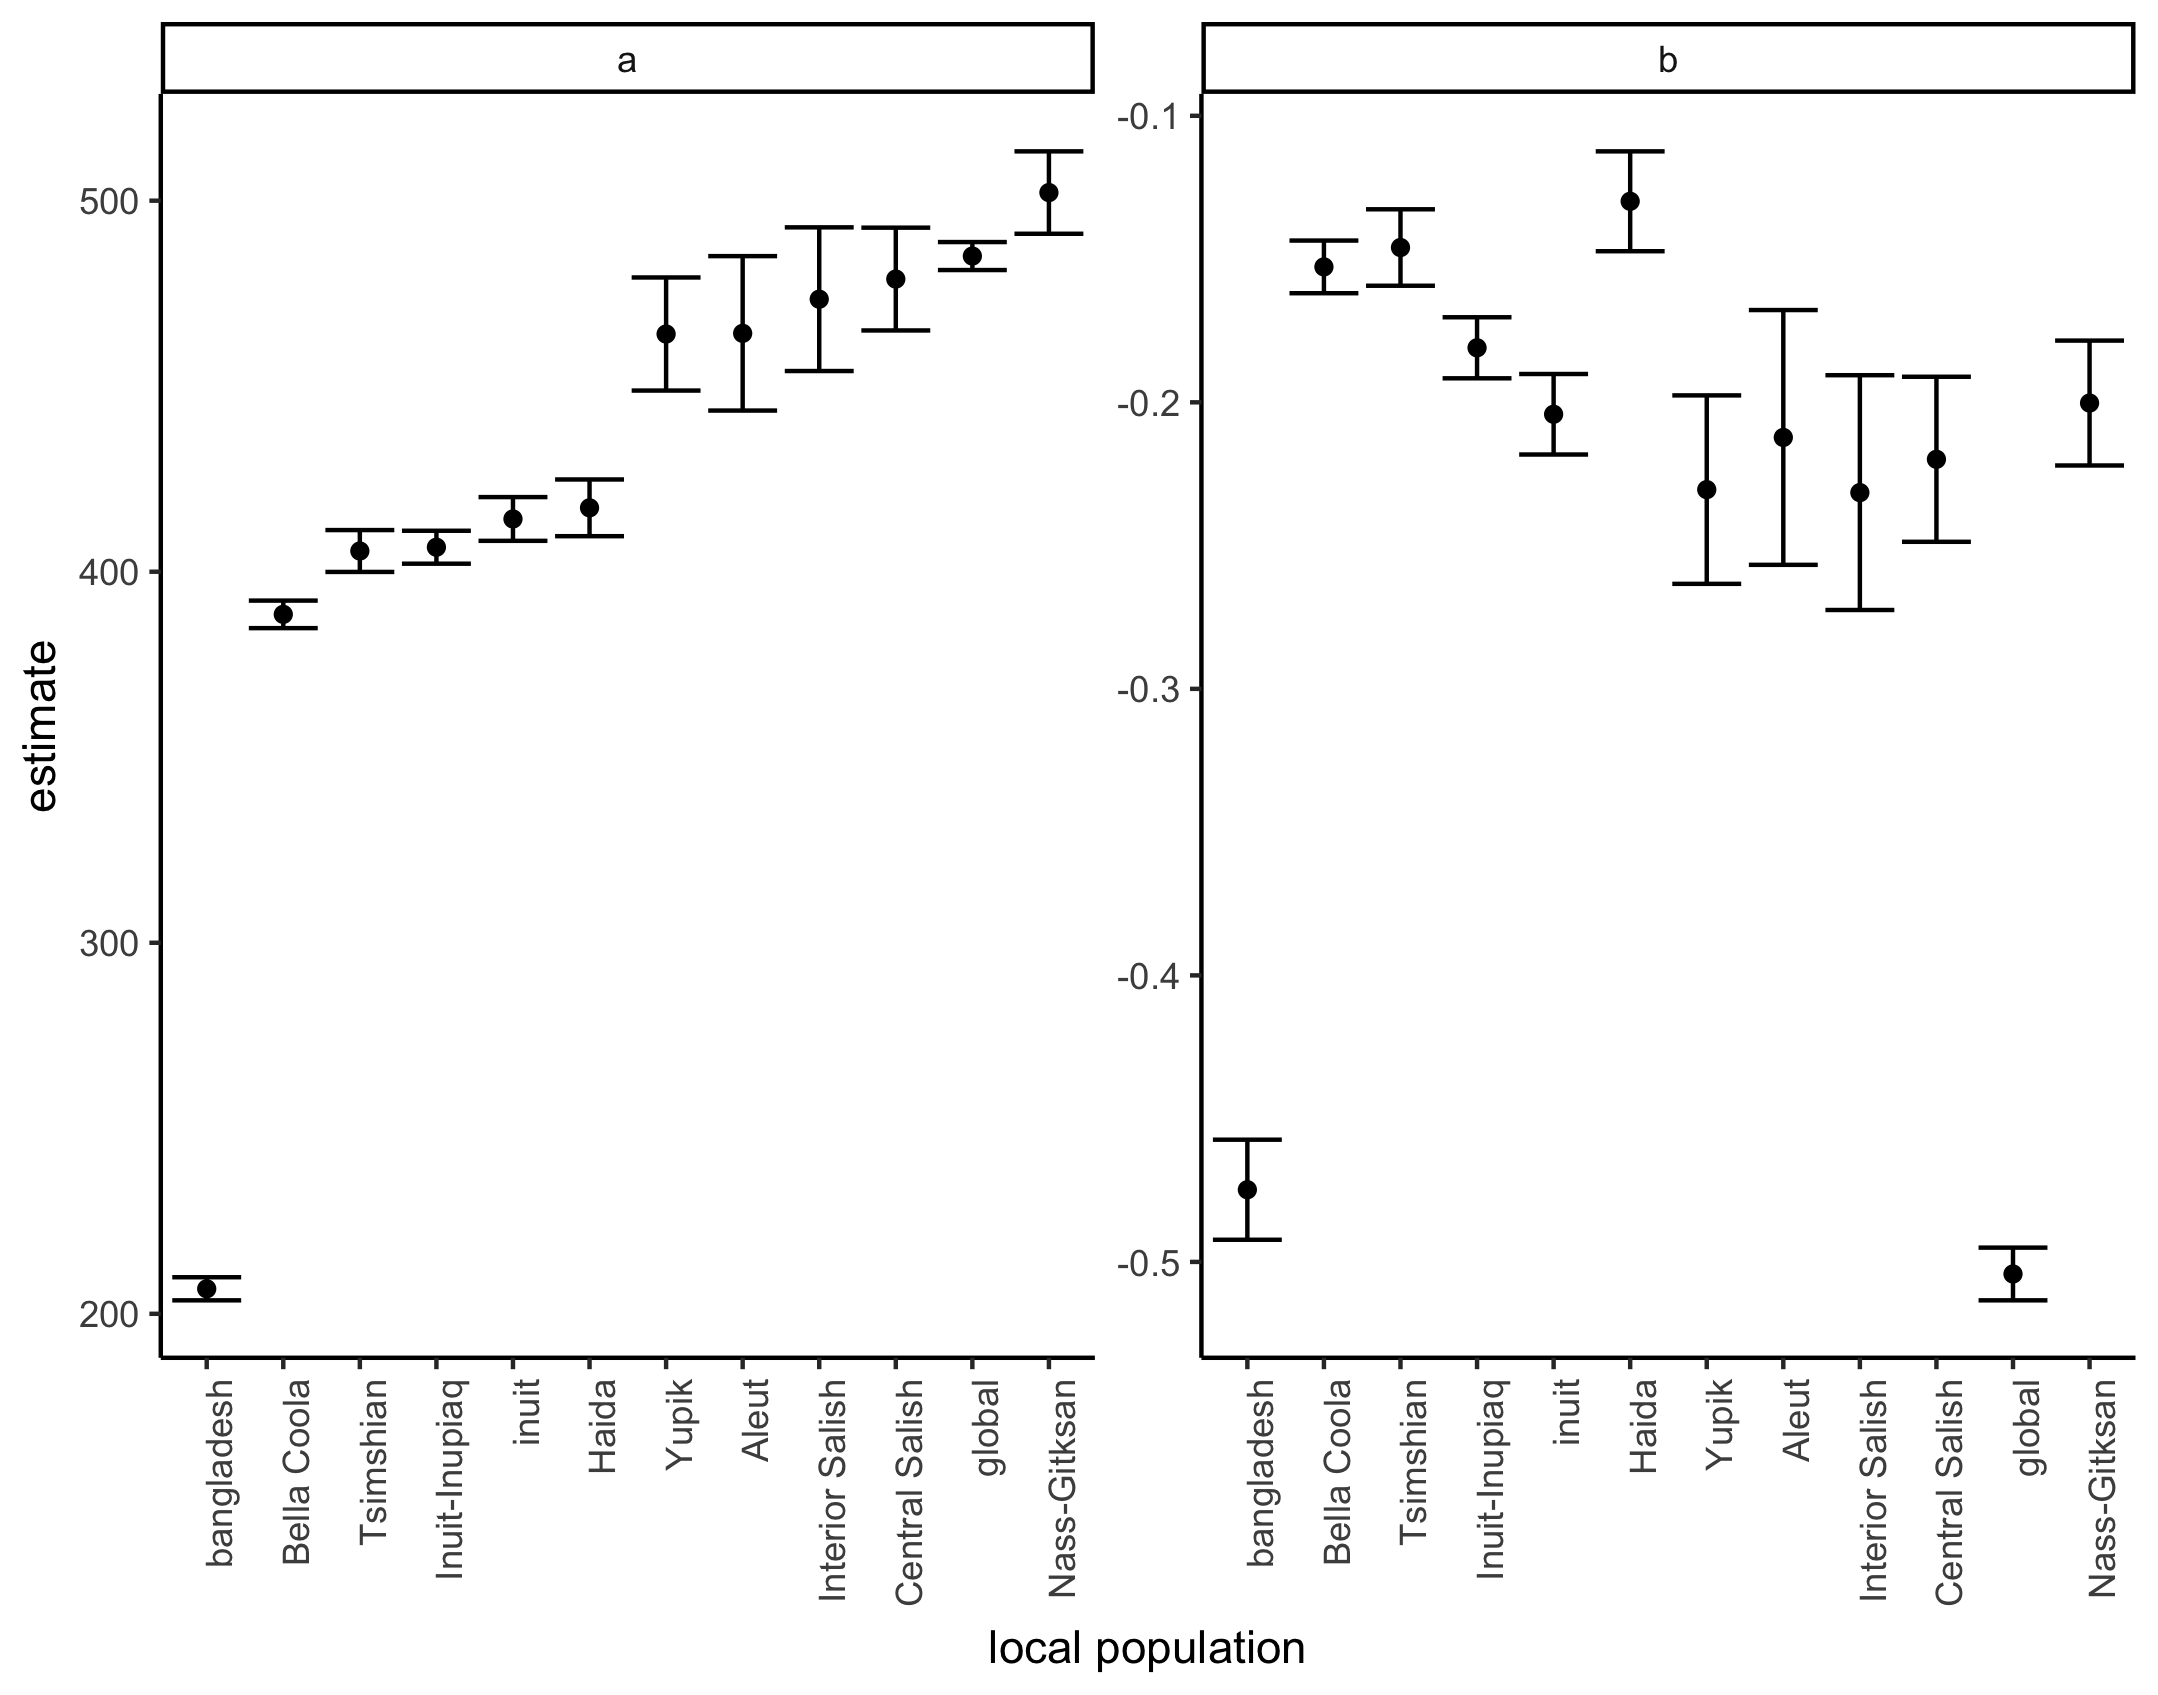 a
b
estimate
500
400
300
200
-0.1
-0.2
-0.3
-0.4
-0.5
bangladesh
Bella Coola
Tsimshian
Inuit-Inupiaq
inuit
Haida
Yupik
Aleut
Interior Salish
Central Salish
global
Nass-Gitksan
bangladesh
Bella Coola
Tsimshian
Inuit-Inupiaq
inuit
Haida
Yupik
Aleut
Interior Salish
Central Salish
global
Nass-Gitksan
local population